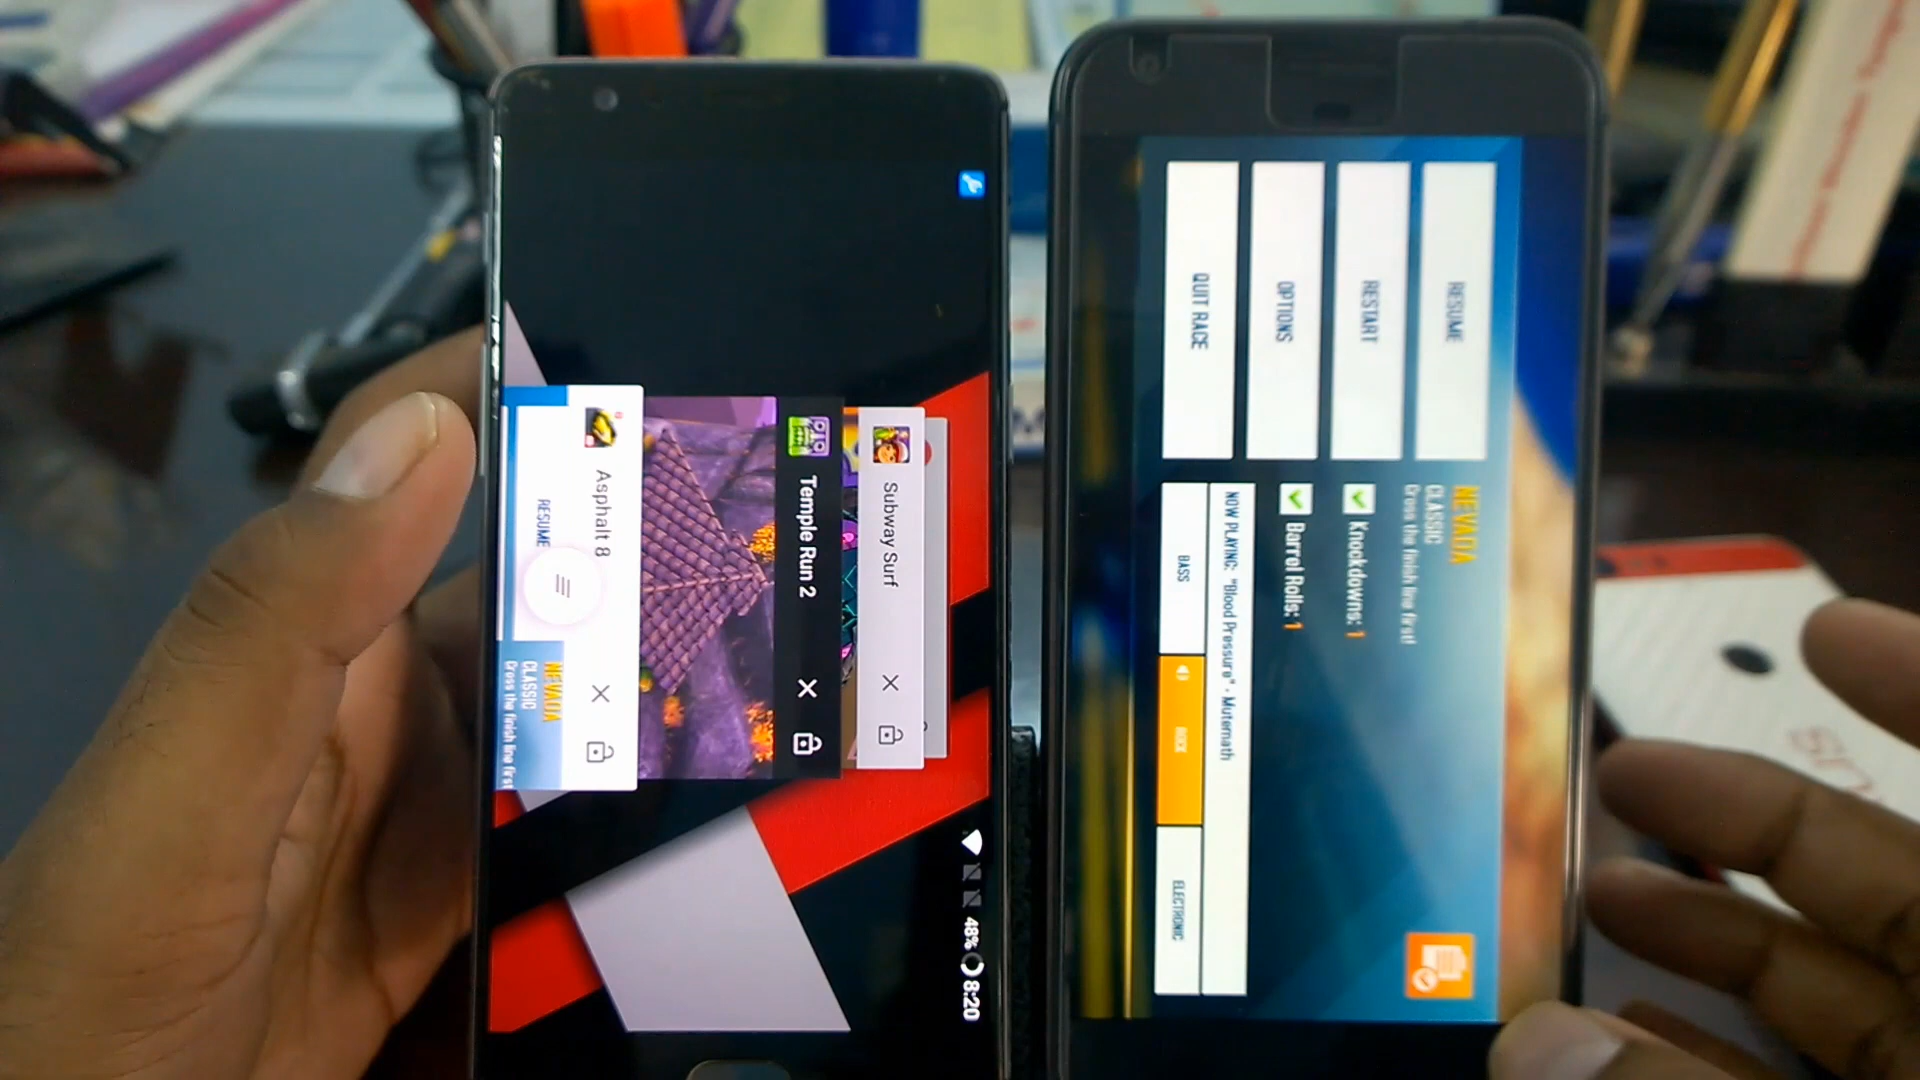 Asphalt 8
RESUME
NEVADA
CLASSIC
Cross the finish line first
Temple Run 2
Subway Surf
48%
8:20
RESUME
RESTART
OPTIONS
QUIT RACE
NEVADA
CLASSIC
Cross the finish line first!
Knockdowns: 1
Barrel Rolls: 1
NOW PLAYING: "Blood Pressure" - Mutemath
BASS
ROCK
ELECTRONIC